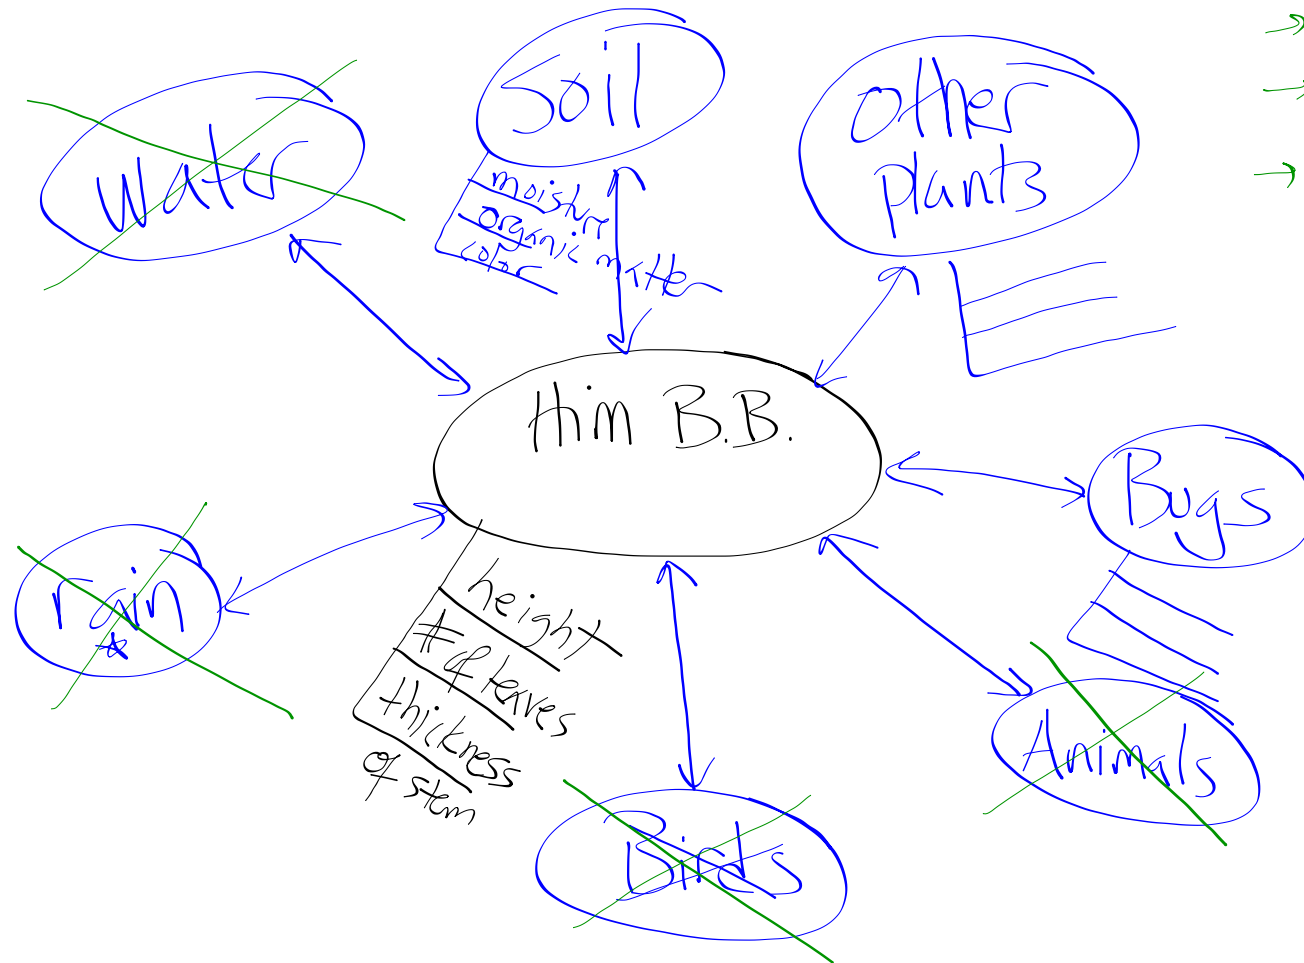 Soil
Other
plants
Water
moisture
organic matter
color
Him B.B.
Bugs
rain
height
# of leaves
thickness
of stem
Animals
Birds